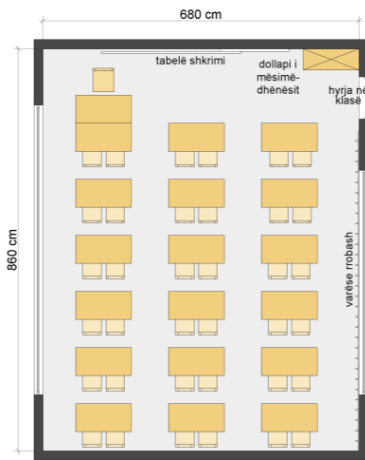 680 cm
tabelë shkrimi
dollapi i
mësimë-
dhënësit
hyrja në
klasë
860 cm
varëse rrobash